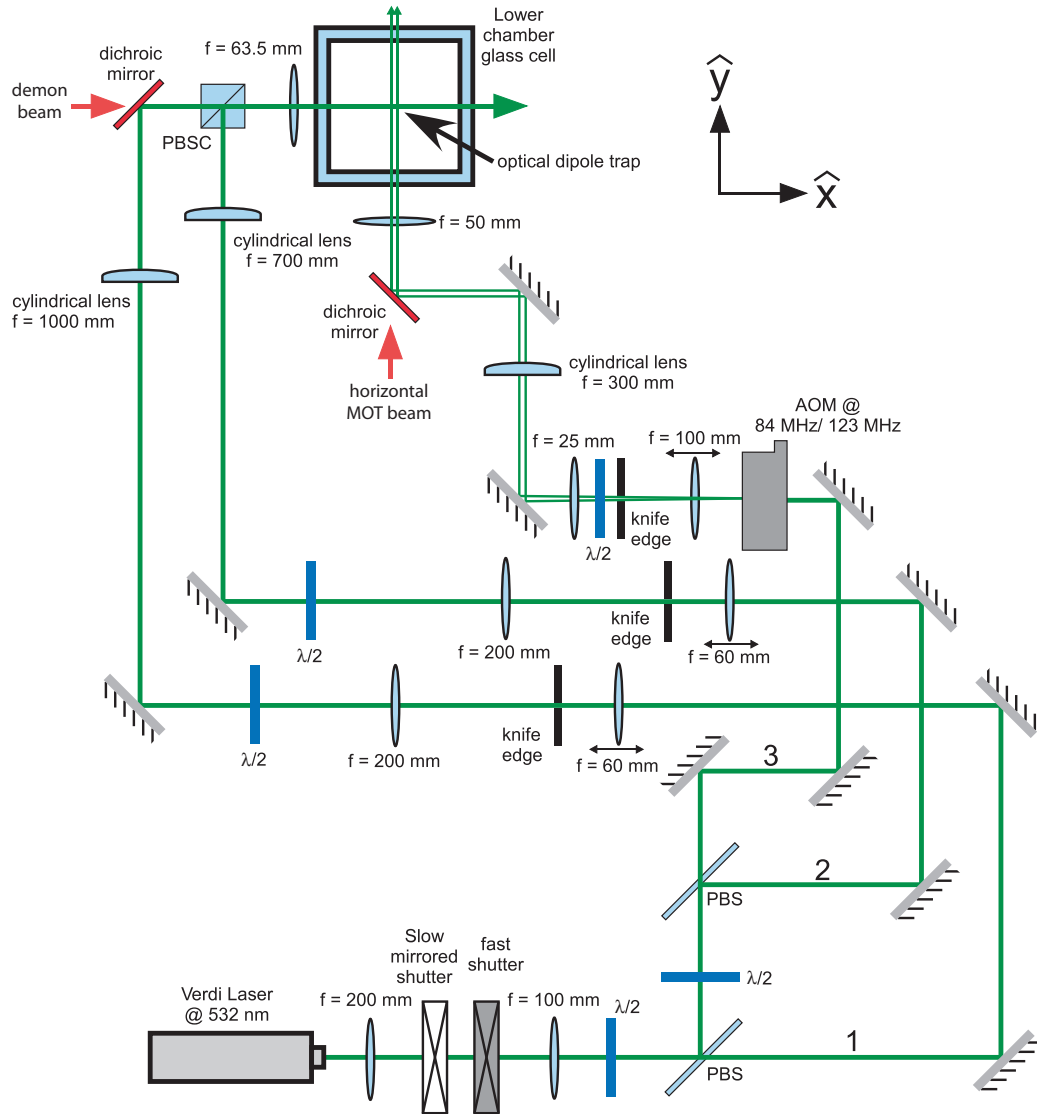 Lower
chamber
glass cell
f = 63.5 mm
dichroic
mirror
demon
beam
PBSC
optical dipole trap
ŷ
x̂
f = 50 mm
cylindrical lens
f = 700 mm
cylindrical lens
f = 1000 mm
dichroic
mirror
horizontal
MOT beam
cylindrical lens
f = 300 mm
AOM @
84 MHz/ 123 MHz
f = 25 mm
f = 100 mm
knife
edge
λ/2
knife
edge
f = 60 mm
f = 200 mm
λ/2
knife
edge
f = 60 mm
f = 200 mm
λ/2
3
2
PBS
Slow
mirrored
shutter
fast
shutter
λ/2
Verdi Laser
@ 532 nm
f = 200 mm
f = 100 mm
λ/2
1
PBS